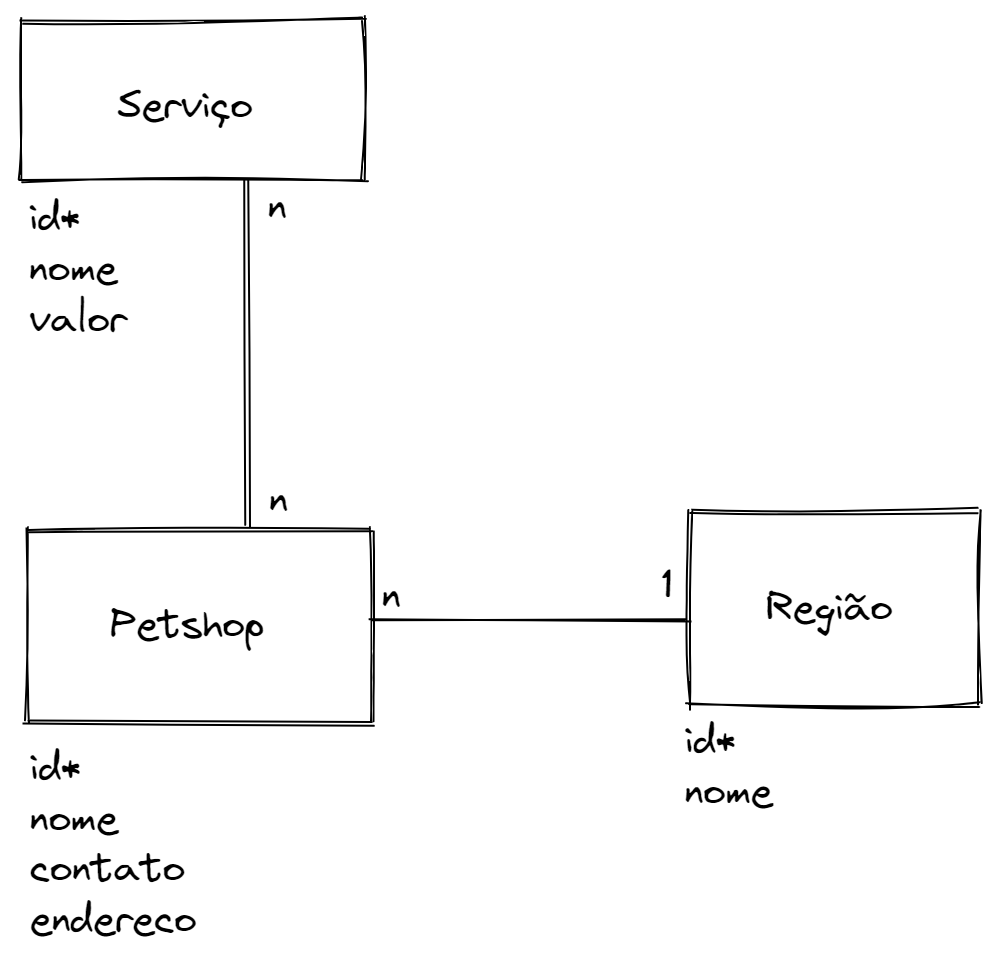 Serviço
n
id*
nome
valor
n
Petshop
n
1
Região
id*
nome
id*
nome
contato
endereco